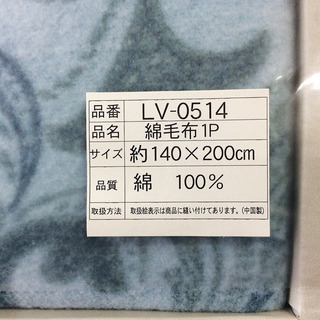 品番 LV-0514
品名 綿毛布1P
サイズ 約140×200cm
品質 綿 100%
取扱方法 取扱絵表示は商品に縫い付けてあります。(中国製)